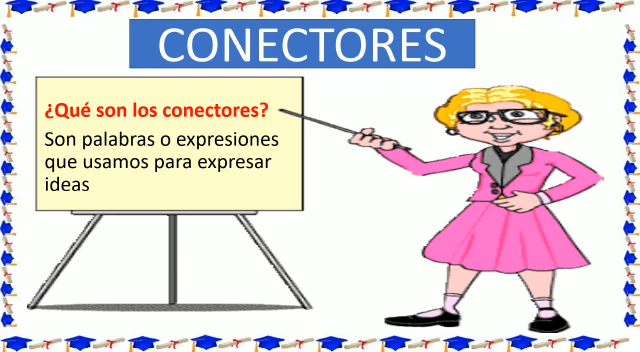 CONECTORES
¿Qué son los conectores?
Son palabras o expresiones
que usamos para expresar
ideas